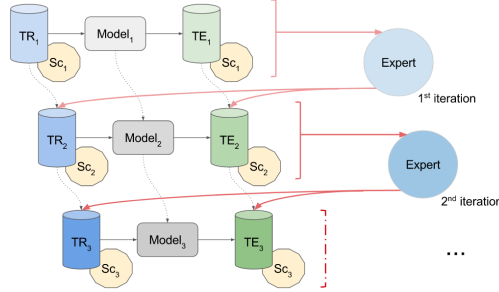 TR1 Model1 TE1
Sc1 Sc1
Expert
1st iteration
TR2 Model2 TE2
Sc2 Sc2
Expert
2nd iteration
TR3 Model3 TE3
Sc3 Sc3
...